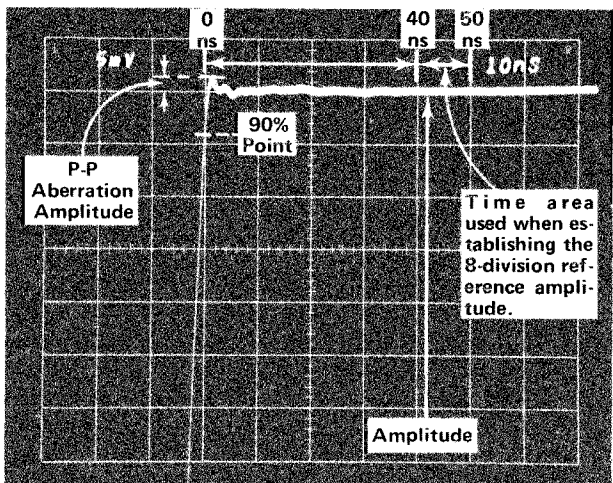 0
ns
40
ns
50
ns
5mV
10nS
90%
Point
P-P
Aberration
Amplitude
Time area
used when es-
tablishing the
8-division ref-
erence ampli-
tude.
Amplitude